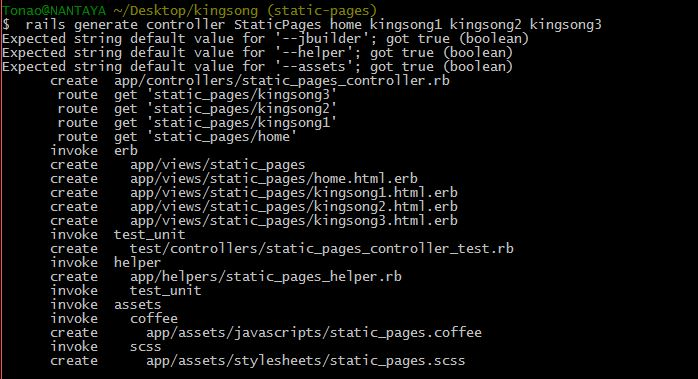 Tonao@NANTAYA ~/Desktop/kingsong (static-pages)
$  rails generate controller StaticPages home kingsong1 kingsong2 kingsong3
Expected string default value for '--jbuilder'; got true (boolean)
Expected string default value for '--helper'; got true (boolean)
Expected string default value for '--assets'; got true (boolean)
      create  app/controllers/static_pages_controller.rb
       route  get 'static_pages/kingsong3'
       route  get 'static_pages/kingsong2'
       route  get 'static_pages/kingsong1'
       route  get 'static_pages/home'
      invoke  erb
      create    app/views/static_pages
      create    app/views/static_pages/home.html.erb
      create    app/views/static_pages/kingsong1.html.erb
      create    app/views/static_pages/kingsong2.html.erb
      create    app/views/static_pages/kingsong3.html.erb
      invoke  test_unit
      create    test/controllers/static_pages_controller_test.rb
      invoke  helper
      create    app/helpers/static_pages_helper.rb
      invoke    test_unit
      invoke  assets
      invoke    coffee
      create      app/assets/javascripts/static_pages.coffee
      invoke    scss
      create      app/assets/stylesheets/static_pages.scss